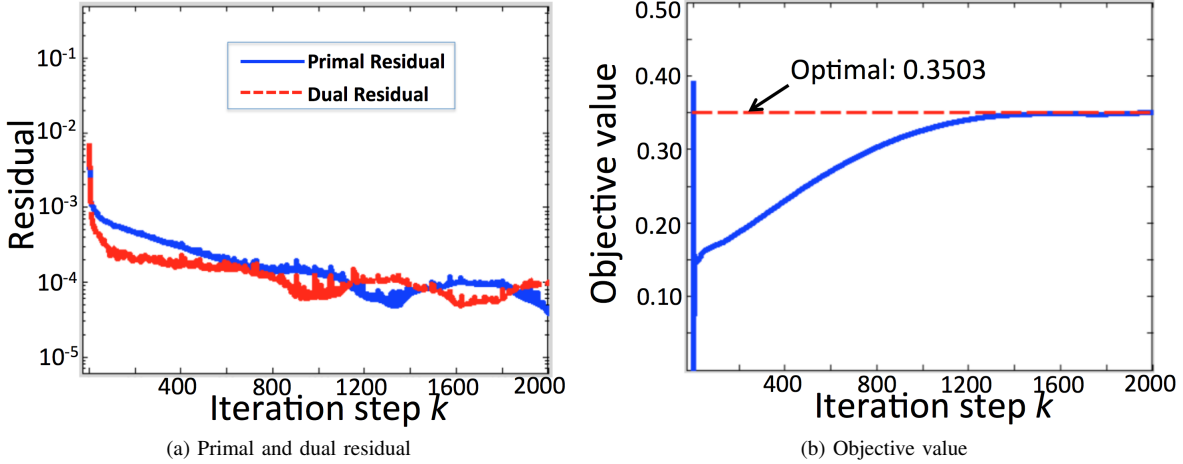 Residual
10-1
10-2
10-3
10-4
10-5
Primal Residual
Dual Residual
400
800
1200
1600
2000
Iteration step k
(a) Primal and dual residual
Objective value
0.50
0.40
0.30
0.20
0.10
Optimal: 0.3503
400
800
1200
1600
2000
Iteration step k
(b) Objective value